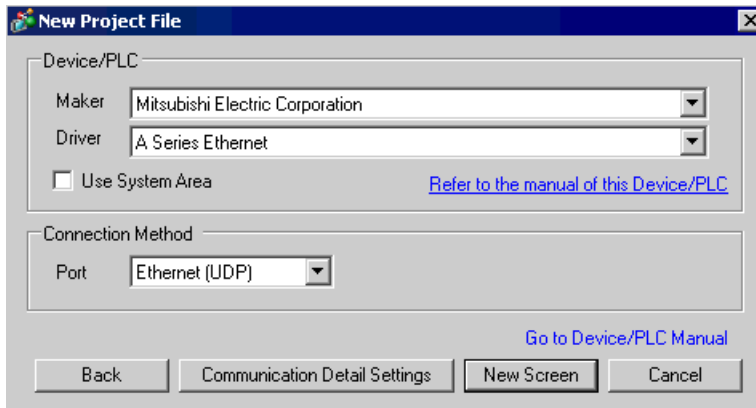 New Project File
Device/PLC
Maker Mitsubishi Electric Corporation
Driver A Series Ethernet
Use System Area Refer to the manual of this Device/PLC
Connection Method
Port Ethernet (UDP)
Go to Device/PLC Manual
Back Communication Detail Settings New Screen Cancel